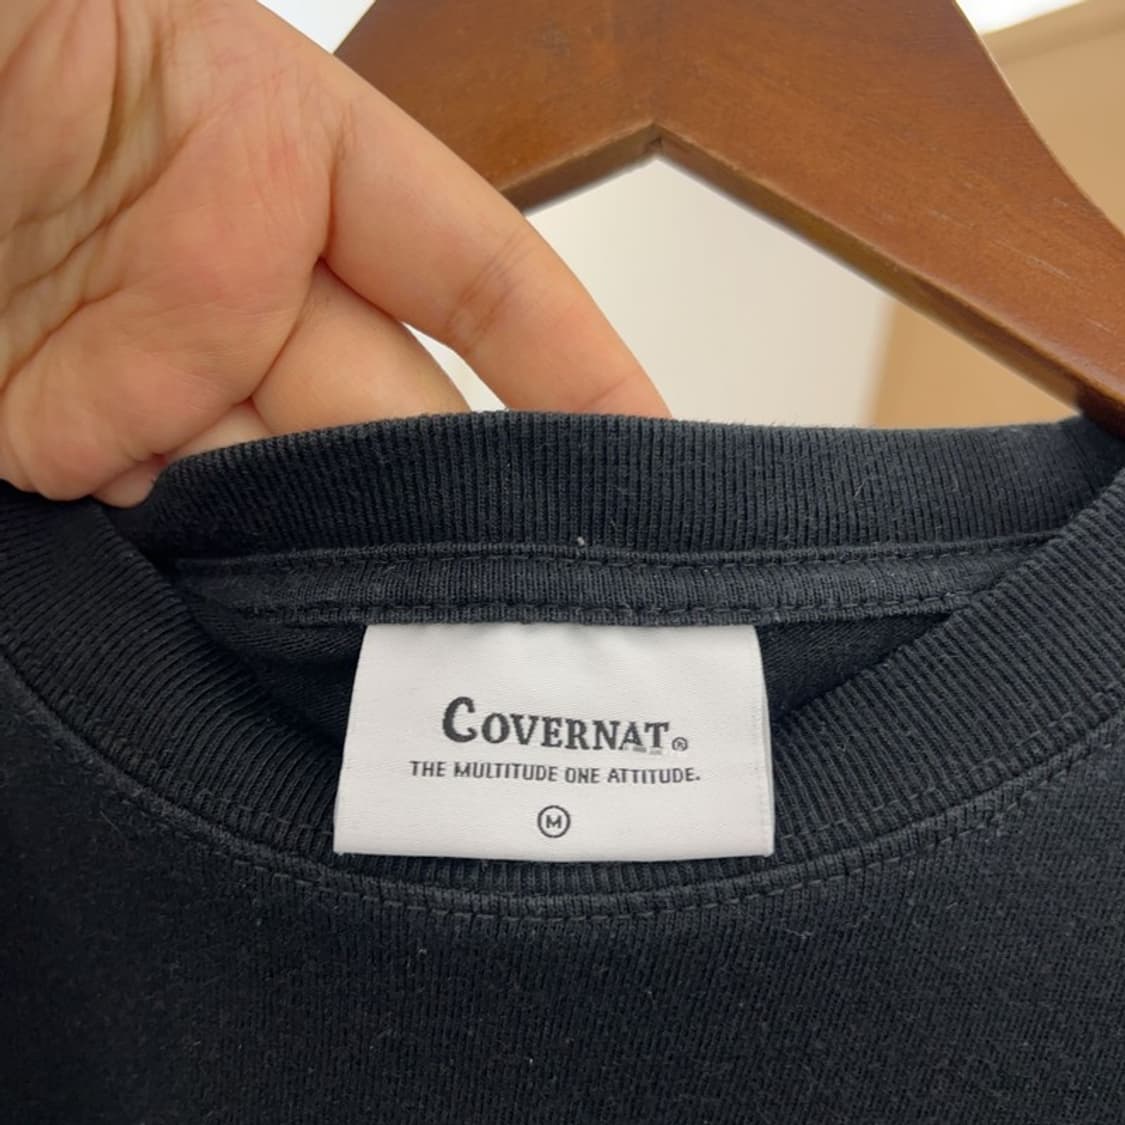 COVERNAT®
THE MULTITUDE ONE ATTITUDE.
M